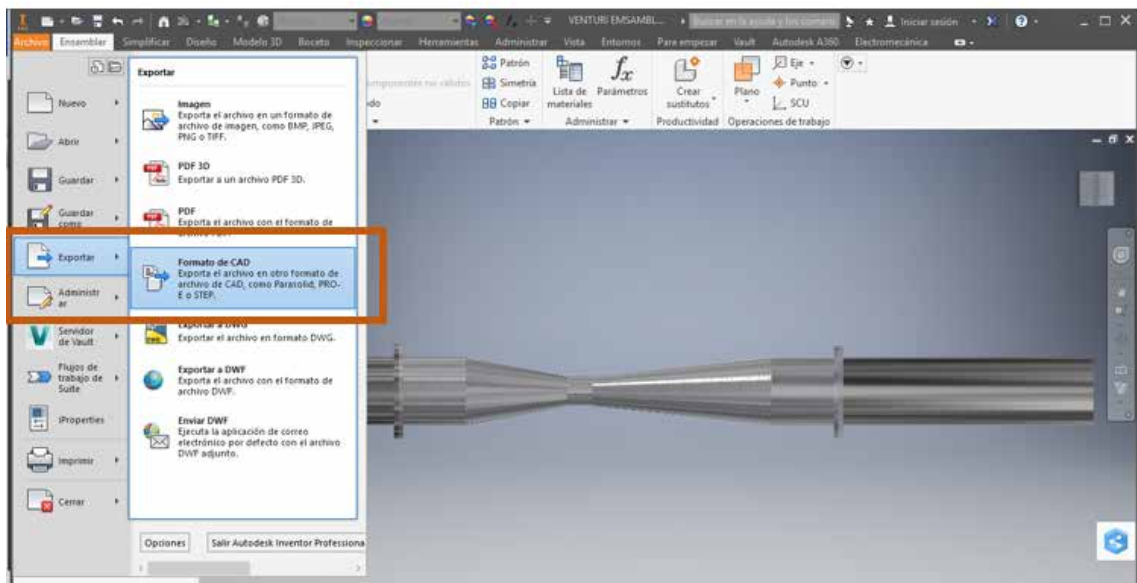 VENTURI EMSAMBL...
Iniciar sesión
Archivo Ensamblar Simplificar Diseño Modelo 3D Boceto Inspeccionar Herramientas Administrar Vista Entornos Para empezar Vault Autodesk A360 Electromecánica
Nuevo
Abrir
Guardar
Guardar
como
Exportar
Administr
ar
Servidor
de Vault
Flujos de
trabajo de
Suite
iProperties
Imprimir
Cerrar
Exportar
Imagen
Exporta el archivo en un formato de
archivo de imagen, como BMP, JPEG,
PNG o TIFF.
PDF 3D
Exportar a un archivo PDF 3D.
PDF
Exporta el archivo con el formato de
archivo PDF.
Formato de CAD
Exporta el archivo en otro formato de
archivo de CAD, como Parasolid, PRO-
E o STEP.
Exportar a DWG
Exportar el archivo en formato DWG.
Exportar a DWF
Exporta el archivo con el formato de
archivo DWF.
Enviar DWF
Ejecuta la aplicación de correo
electrónico por defecto con el archivo
DWF adjunto.
Opciones
Salir Autodesk Inventor Professiona
Patrón
Simetría
Copiar
Patrón
Lista de
materiales
Parámetros
Administrar
Crear
sustitutos
Productividad
Plano
Eje
Punto
SCU
Operaciones de trabajo